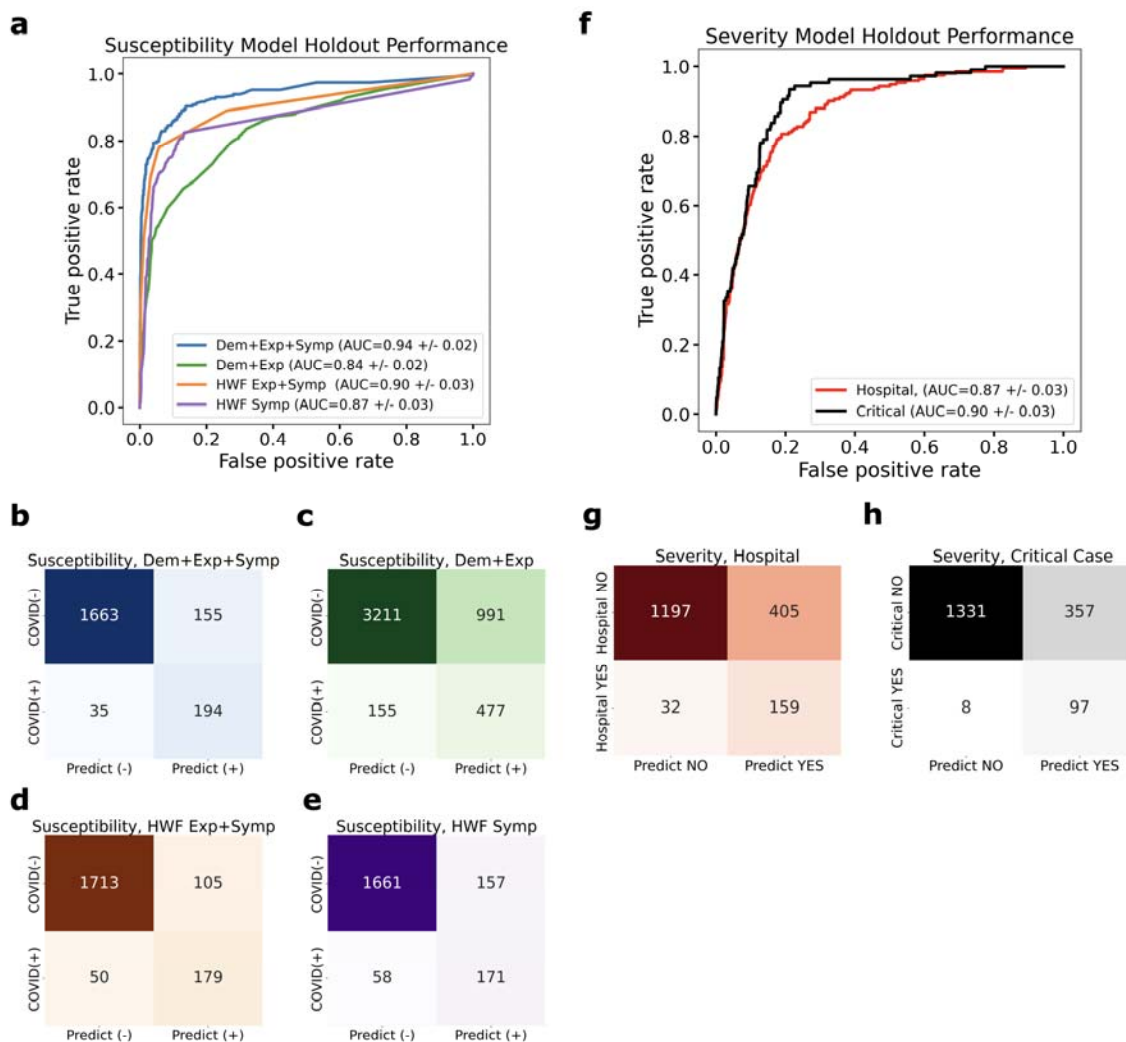 a
Susceptibility Model Holdout Performance
1.0
0.8
0.6
0.4
0.2
0.0
True positive rate
Dem+Exp+Symp (AUC=0.94 +/- 0.02)
Dem+Exp (AUC=0.84 +/- 0.02)
HWF Exp+Symp (AUC=0.90 +/- 0.03)
HWF Symp (AUC=0.87 +/- 0.03)
0.0 0.2 0.4 0.6 0.8 1.0
False positive rate
f
Severity Model Holdout Performance
1.0
0.8
0.6
0.4
0.2
0.0
True positive rate
Hospital, (AUC=0.87 +/- 0.03)
Critical (AUC=0.90 +/- 0.03)
0.0 0.2 0.4 0.6 0.8 1.0
False positive rate
b
Susceptibility, Dem+Exp+Symp
COVID(-)
1663 155
COVID(+)
35 194
Predict (-) Predict (+)
c
Susceptibility, Dem+Exp
COVID(-)
3211 991
COVID(+)
155 477
Predict (-) Predict (+)
g
Severity, Hospital
Hospital NO
1197 405
Hospital YES
32 159
Predict NO Predict YES
h
Severity, Critical Case
Critical NO
1331 357
Critical YES
8 97
Predict NO Predict YES
d
Susceptibility, HWF Exp+Symp
COVID(-)
1713 105
COVID(+)
50 179
Predict (-) Predict (+)
e
Susceptibility, HWF Symp
COVID(-)
1661 157
COVID(+)
58 171
Predict (-) Predict (+)